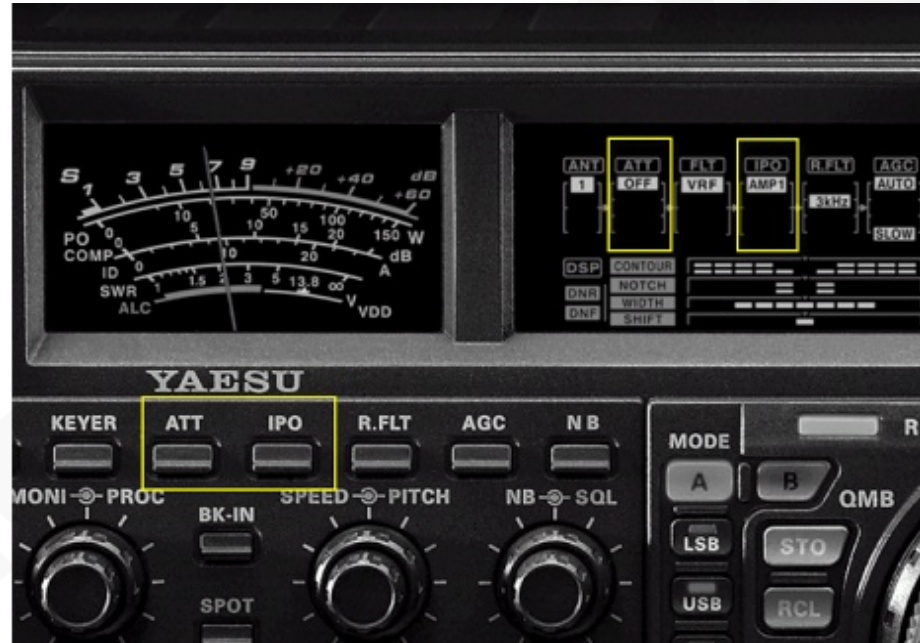 S 1 3 5 7 9 +20 +40 +60 dB
PO 0 5 10 50 100 150 W
COMP 0 5 10 15 20 dB
ID 0 10 20 A
SWR 1 1.5 2 3 5 ∞
ALC 13.8 V VDD
ANT ATT FLT IPO R.FLT AGC
1 OFF VRF AMP1 3kHz AUTO
SLOW
DSP CONTOUR
NOTCH
DNR WIDTH
DNF SHIFT
YAESU
KEYER ATT IPO R.FLT AGC NB
MODE
R
MONI PROC SPEED PITCH NB SQL
A B QMB
BK-IN
LSB STO
SPOT USB RCL